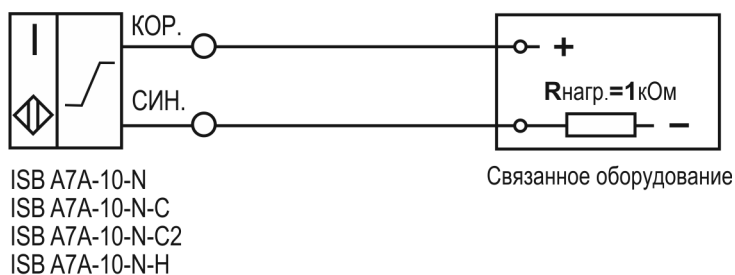 КОР.
+
Rнагр.=1кОм
СИН.
−
ISB A7A-10-N
ISB A7A-10-N-C
ISB A7A-10-N-C2
ISB A7A-10-N-H
Связанное оборудование